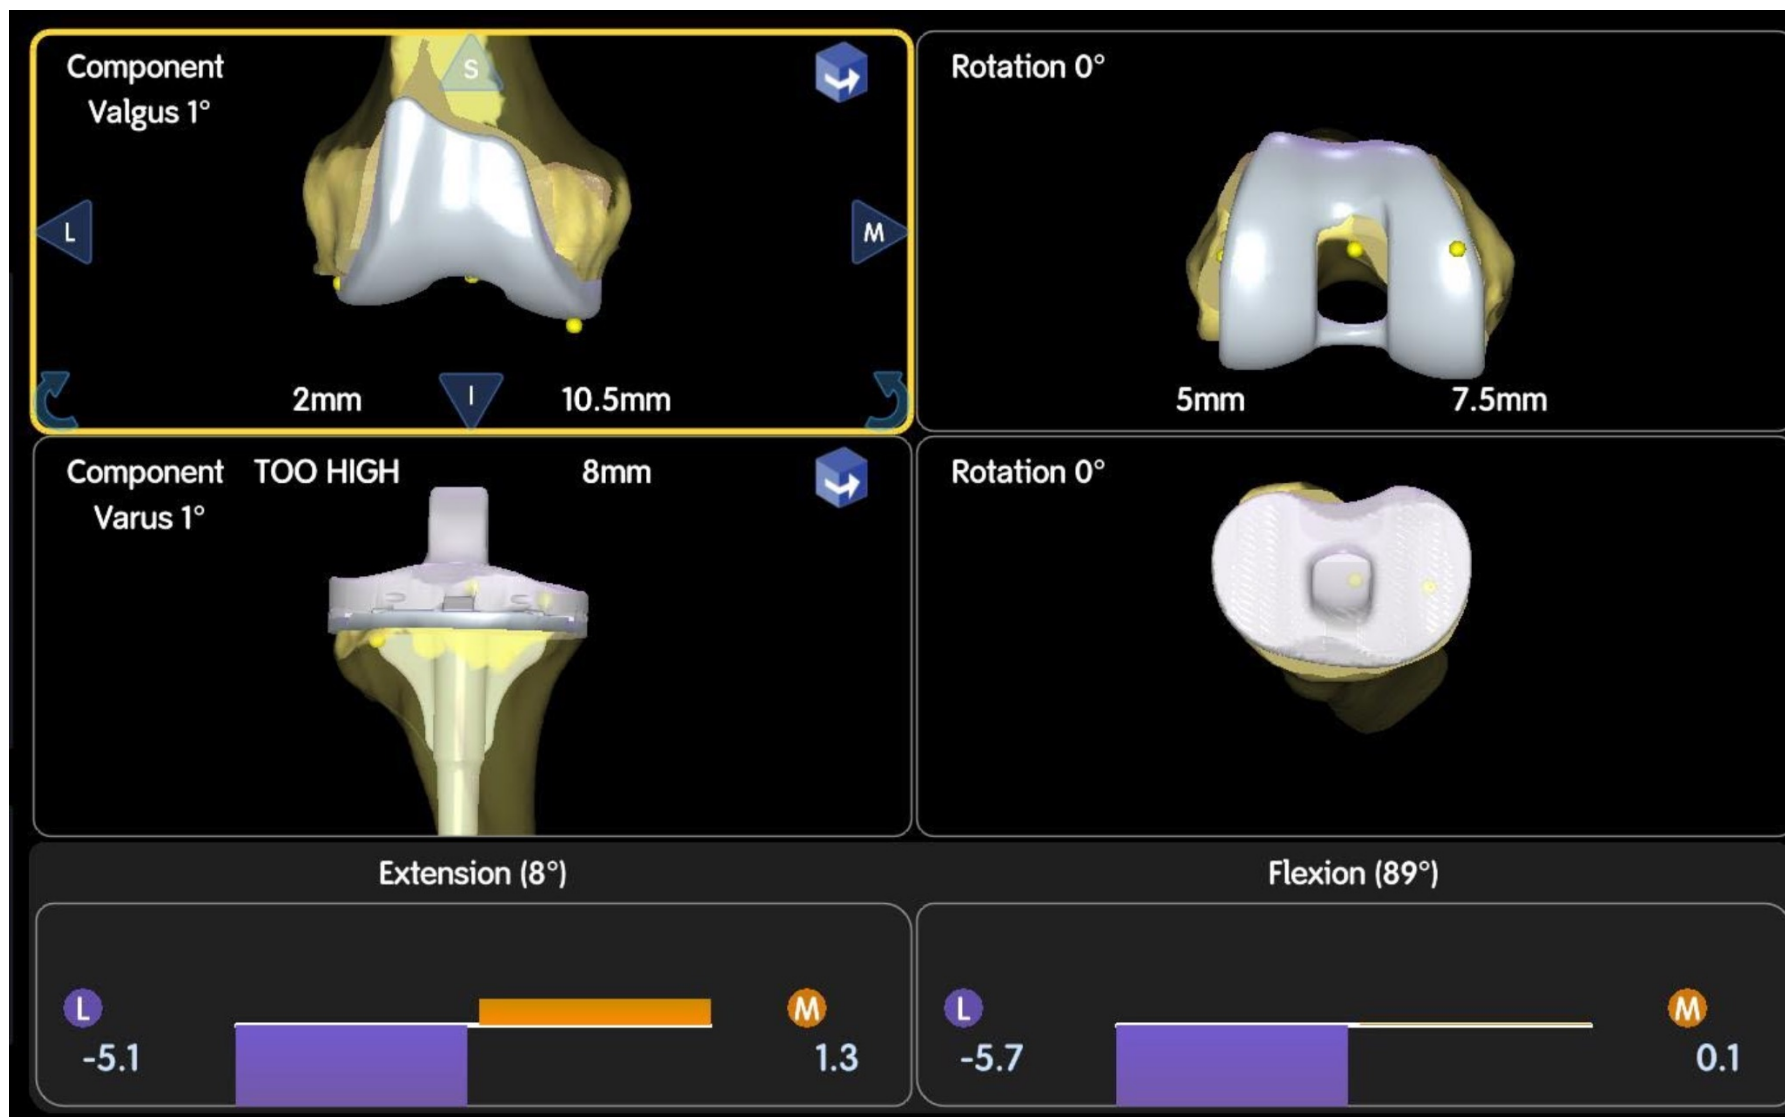 Component
Valgus 1°
S
L
M
2mm
I
10.5mm
Rotation 0°
5mm
7.5mm
Component TOO HIGH 8mm
Varus 1°
Rotation 0°
Extension (8°)
L
M
-5.1
1.3
Flexion (89°)
L
M
-5.7
0.1